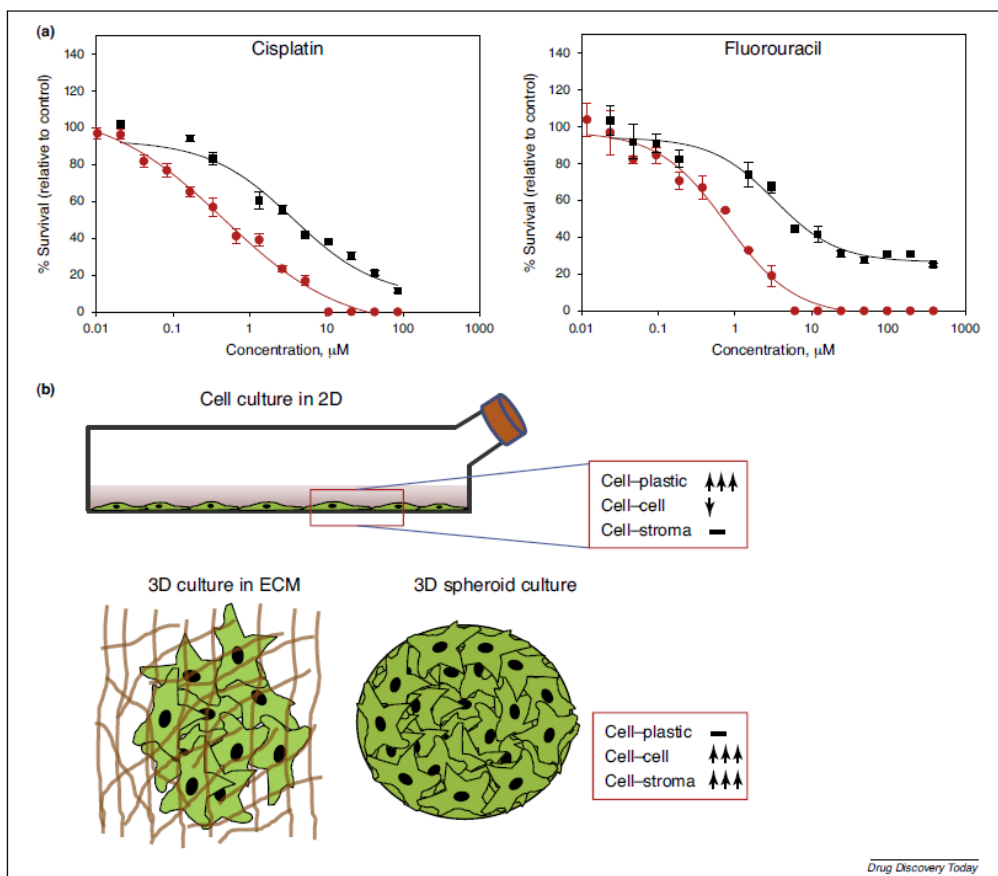 (a)
Cisplatin
140
120
100
80
60
40
20
0
% Survival (relative to control)
0.01 0.1 1 10 100 1000
Concentration, μM
Fluorouracil
140
120
100
80
60
40
20
0
% Survival (relative to control)
0.01 0.1 1 10 100 1000
Concentration, μM
(b)
Cell culture in 2D
Cell–plastic
Cell–cell
Cell–stroma
3D culture in ECM
3D spheroid culture
Cell–plastic
Cell–cell
Cell–stroma
Drug Discovery Today